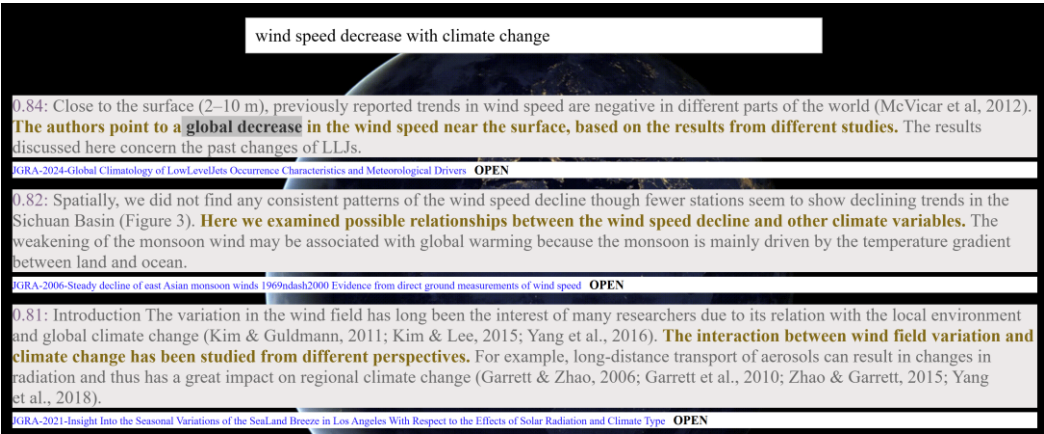 wind speed decrease with climate change
0.84: Close to the surface (2–10 m), previously reported trends in wind speed are negative in different parts of the world (McVicar et al, 2012).
The authors point to a global decrease in the wind speed near the surface, based on the results from different studies. The results
discussed here concern the past changes of LLJs.
JGRA-2024-Global Climatology of LowLevelJets Occurrence Characteristics and Meteorological Drivers OPEN
0.82: Spatially, we did not find any consistent patterns of the wind speed decline though fewer stations seem to show declining trends in the
Sichuan Basin (Figure 3). Here we examined possible relationships between the wind speed decline and other climate variables. The
weakening of the monsoon wind may be associated with global warming because the monsoon is mainly driven by the temperature gradient
between land and ocean.
JGRA-2006-Steady decline of east Asian monsoon winds 1969ndash2000 Evidence from direct ground measurements of wind speed OPEN
0.81: Introduction The variation in the wind field has long been the interest of many researchers due to its relation with the local environment
and global climate change (Kim & Guldmann, 2011; Kim & Lee, 2015; Yang et al., 2016). The interaction between wind field variation and
climate change has been studied from different perspectives. For example, long-distance transport of aerosols can result in changes in
radiation and thus has a great impact on regional climate change (Garrett & Zhao, 2006; Garrett et al., 2010; Zhao & Garrett, 2015; Yang
et al., 2018).
JGRA-2021-Insight Into the Seasonal Variations of the SeaLand Breeze in Los Angeles With Respect to the Effects of Solar Radiation and Climate Type OPEN